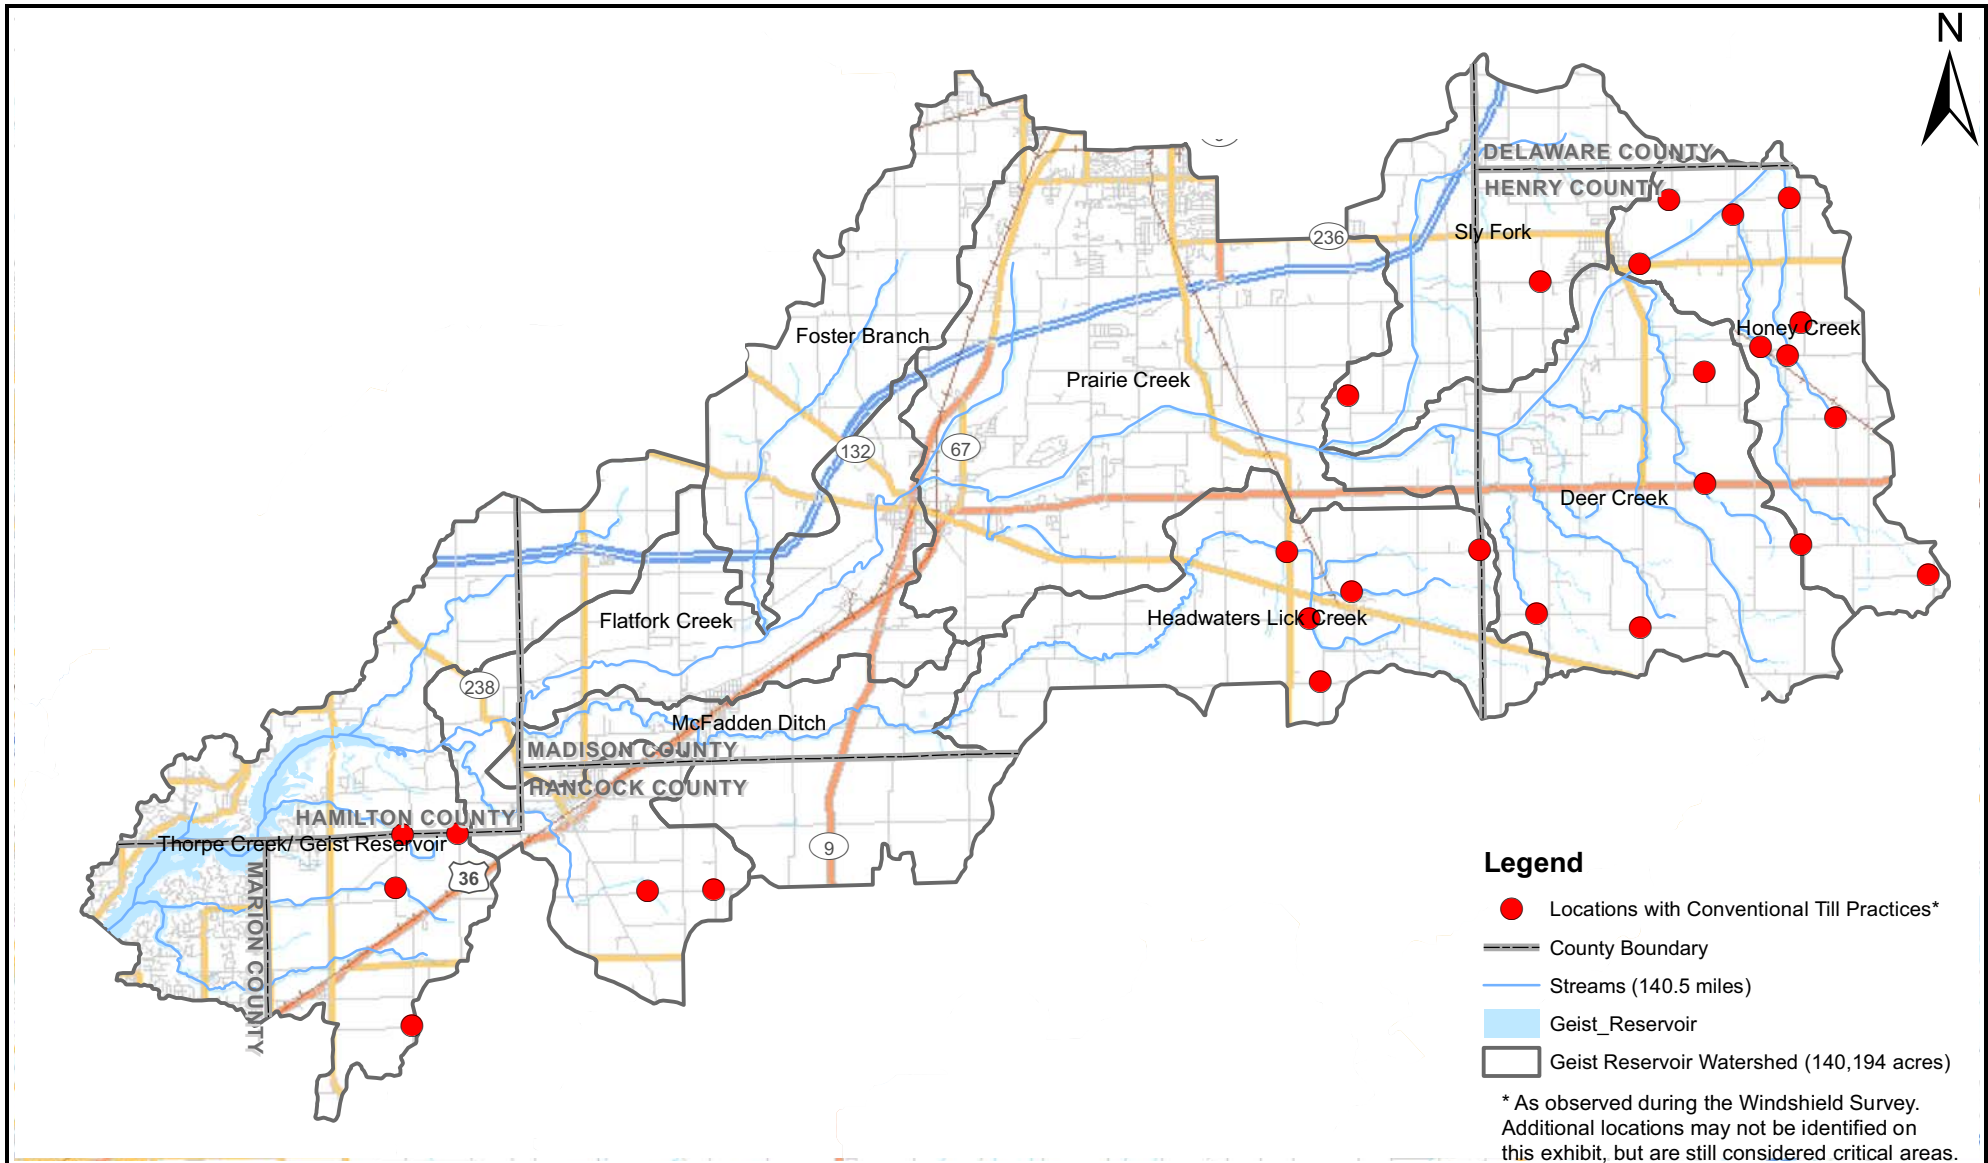 N
DELAWARE COUNTY
HENRY COUNTY
236
Sly Fork
Foster Branch
Honey Creek
Prairie Creek
132
67
Deer Creek
Flatfork Creek
Headwaters Lick Creek
238
McFadden Ditch
MADISON COUNTY
HANCOCK COUNTY
HAMILTON COUNTY
Thorpe Creek/ Geist Reservoir
9
36
MARION COUNTY
Legend
Locations with Conventional Till Practices*
County Boundary
Streams (140.5 miles)
Geist_Reservoir
Geist Reservoir Watershed (140,194 acres)
* As observed during the Windshield Survey.
Additional locations may not be identified on
this exhibit, but are still considered critical areas.